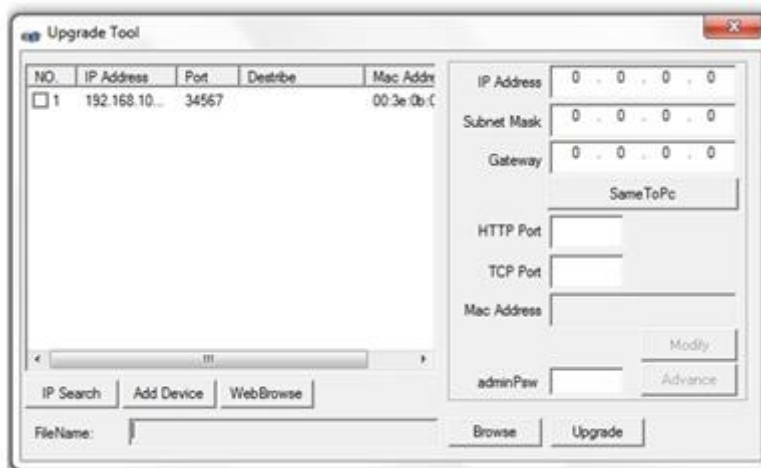 Upgrade Tool
NO. IP Address Port Destribe Mac Addre
1 192.168.10... 34567 00:3e:0b:0
IP Address 0 . 0 . 0 . 0
Subnet Mask 0 . 0 . 0 . 0
Gateway 0 . 0 . 0 . 0
SameToPc
HTTP Port
TCP Port
Mac Address
Modify
adminPsw Advance
IP Search Add Device WebBrowse
FileName: Browse Upgrade